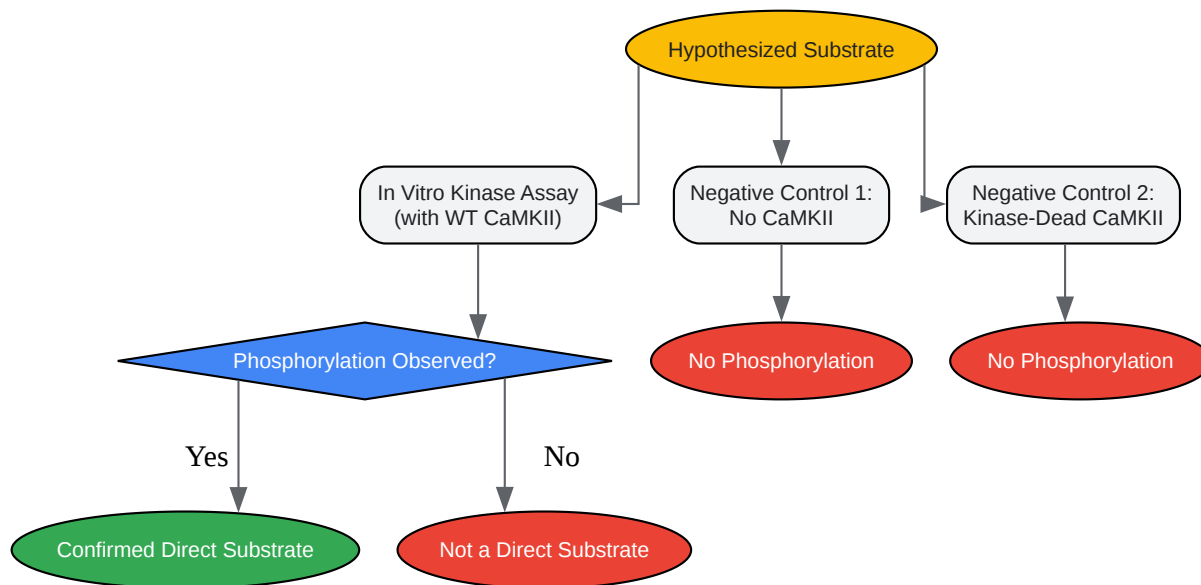 Hypothesized Substrate
In Vitro Kinase Assay
(with WT CaMKII)
Negative Control 1:
No CaMKII
Negative Control 2:
Kinase-Dead CaMKII
Phosphorylation Observed?
No Phosphorylation
No Phosphorylation
Yes
No
Confirmed Direct Substrate
Not a Direct Substrate